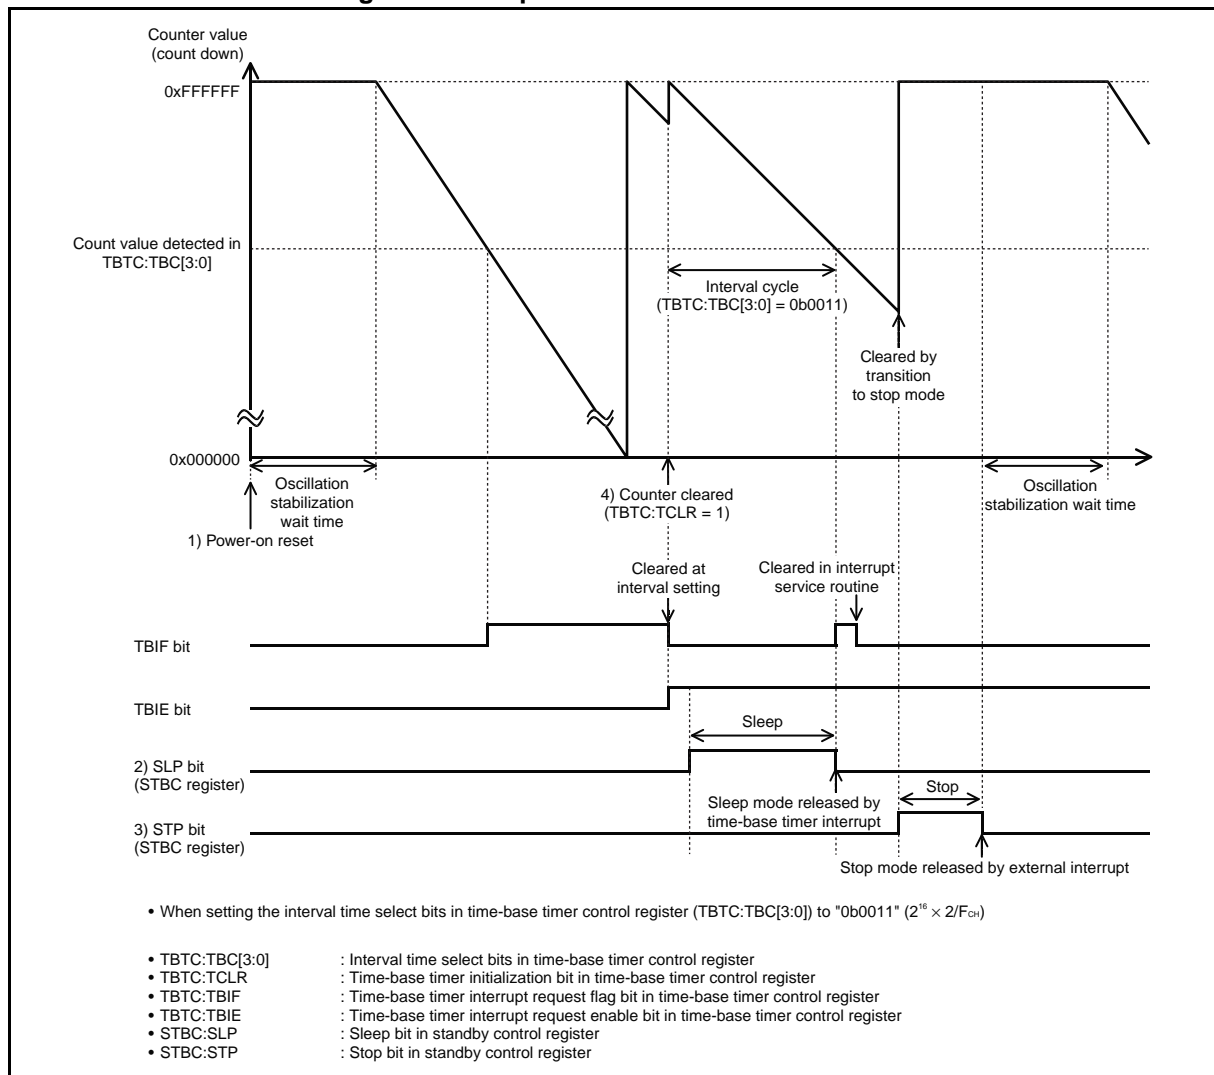 Counter value
(count down)
0xFFFFFF
Count value detected in
TBTC:TBC[3:0]
Interval cycle
(TBTC:TBC[3:0] = 0b0011)
Cleared by
transition
to stop mode
0x000000
Oscillation
stabilization
wait time
1) Power-on reset
4) Counter cleared
(TBTC:TCLR = 1)
Oscillation
stabilization wait time
Cleared at
interval setting
Cleared in interrupt
service routine
TBIF bit
TBIE bit
Sleep
2) SLP bit
(STBC register)
Sleep mode released by
time-base timer interrupt
Stop
3) STP bit
(STBC register)
Stop mode released by external interrupt
• When setting the interval time select bits in time-base timer control register (TBTC:TBC[3:0]) to "0b0011" (2¹⁶ × 2/FCH)
• TBTC:TBC[3:0] : Interval time select bits in time-base timer control register
• TBTC:TCLR : Time-base timer initialization bit in time-base timer control register
• TBTC:TBIF : Time-base timer interrupt request flag bit in time-base timer control register
• TBTC:TBIE : Time-base timer interrupt request enable bit in time-base timer control register
• STBC:SLP : Sleep bit in standby control register
• STBC:STP : Stop bit in standby control register